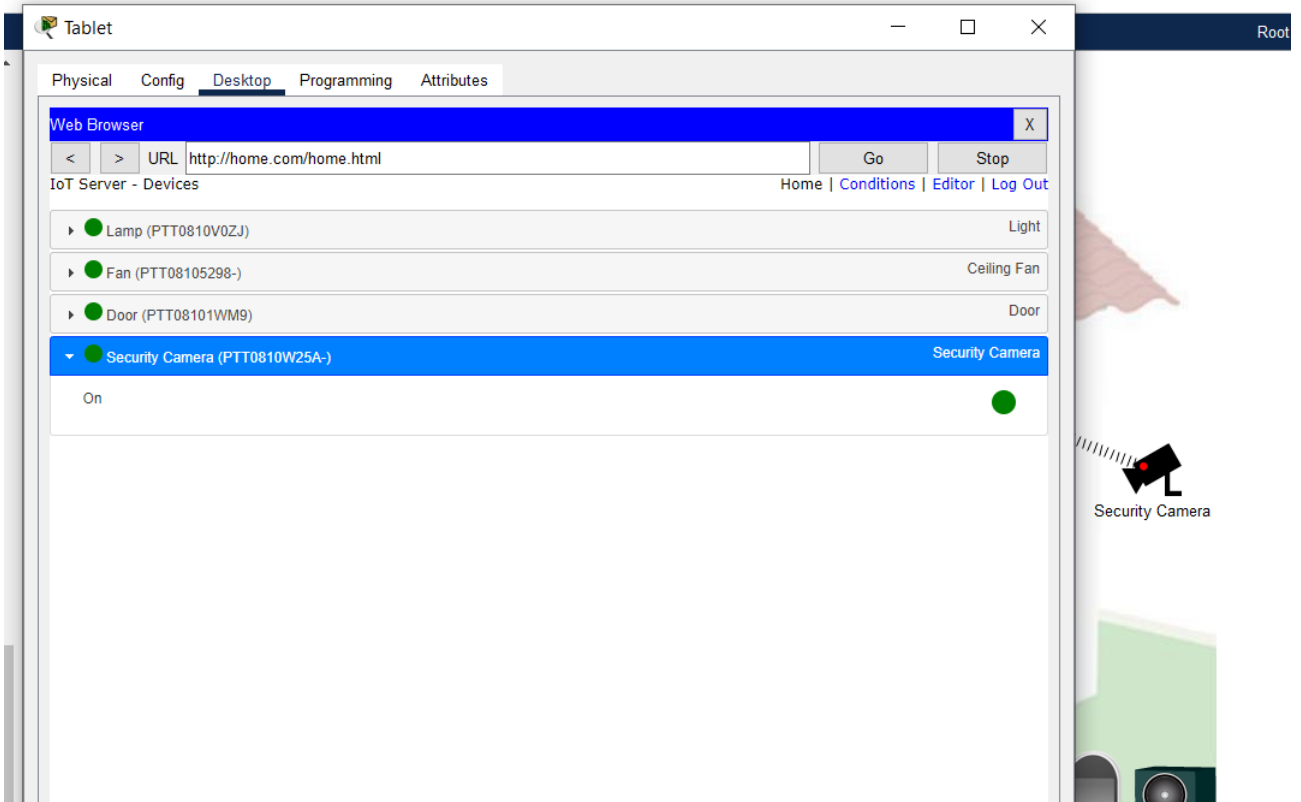 Tablet
Root
Physical Config Desktop Programming Attributes
Web Browser X
< > URL http://home.com/home.html Go Stop
IoT Server - Devices Home | Conditions | Editor | Log Out
Lamp (PTT0810V0ZJ) Light
Fan (PTT08105298-) Ceiling Fan
Door (PTT08101WM9) Door
Security Camera (PTT0810W25A-) Security Camera
On
Security Camera